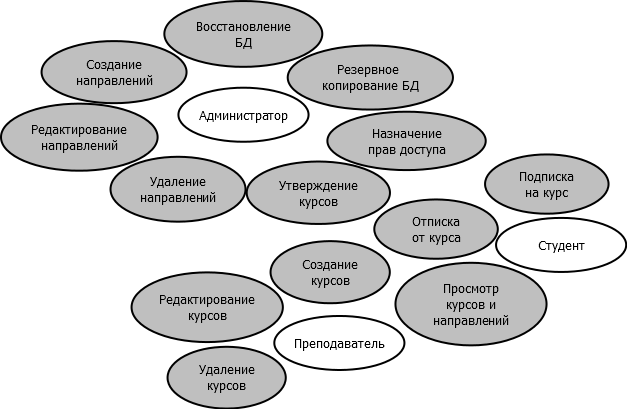 Восстановление
БД
Создание
направлений
Резервное
копирование БД
Администратор
Редактирование
направлений
Назначение
прав доступа
Удаление
направлений
Утверждение
курсов
Подписка
на курс
Отписка
от курса
Студент
Создание
курсов
Просмотр
курсов и
направлений
Редактирование
курсов
Преподаватель
Удаление
курсов